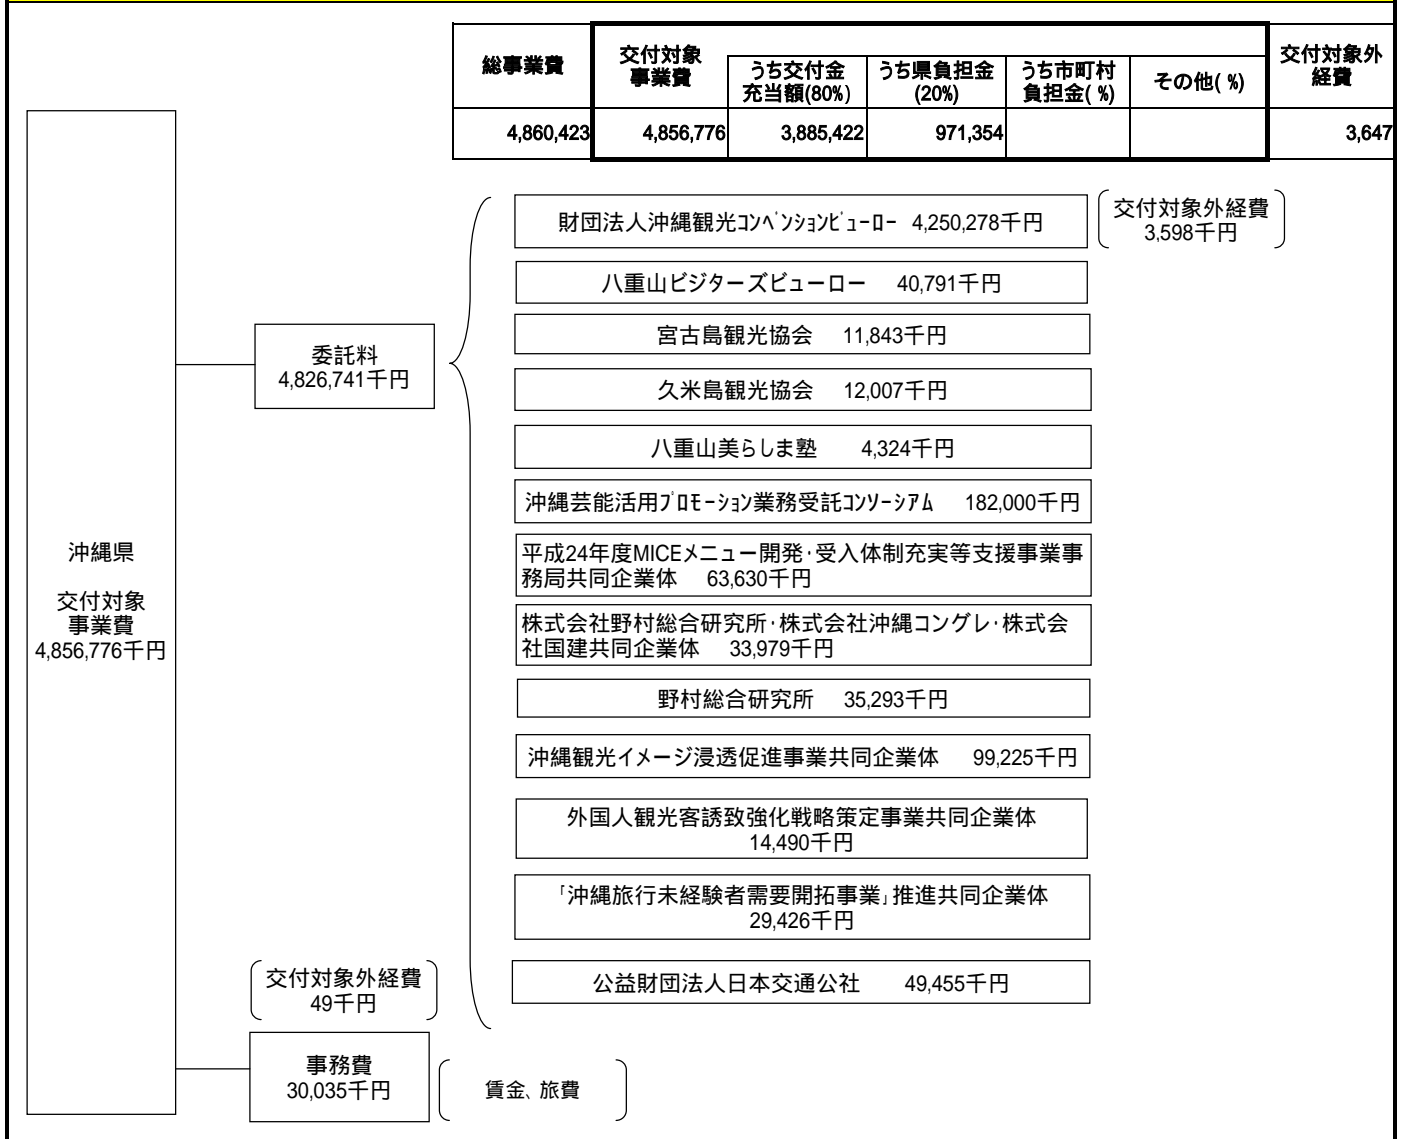 総事業費
交付対象
事業費
うち交付金
充当額(80%)
うち県負担金
(20%)
うち市町村
負担金( %)
その他( %)
交付対象外
経費
4,860,423
4,856,776
3,885,422
971,354
3,647
財団法人沖縄観光ｺﾝﾍﾞﾝｼｮﾝﾋﾞｭｰﾛｰ 4,250,278千円
交付対象外経費
3,598千円
八重山ビジターズビューロー 40,791千円
宮古島観光協会 11,843千円
委託料
4,826,741千円
久米島観光協会 12,007千円
八重山美らしま塾 4,324千円
沖縄芸能活用ﾌﾟﾛﾓｰｼｮﾝ業務受託ｺﾝｿｰｼｱﾑ 182,000千円
平成24年度MICEメニュー開発･受入体制充実等支援事業事
務局共同企業体 63,630千円
沖縄県
交付対象
事業費
4,856,776千円
株式会社野村総合研究所･株式会社沖縄コングレ･株式会
社国建共同企業体 33,979千円
野村総合研究所 35,293千円
沖縄観光イメージ浸透促進事業共同企業体 99,225千円
外国人観光客誘致強化戦略策定事業共同企業体
14,490千円
｢沖縄旅行未経験者需要開拓事業｣推進共同企業体
29,426千円
公益財団法人日本交通公社 49,455千円
交付対象外経費
49千円
事務費
30,035千円
賃金、旅費